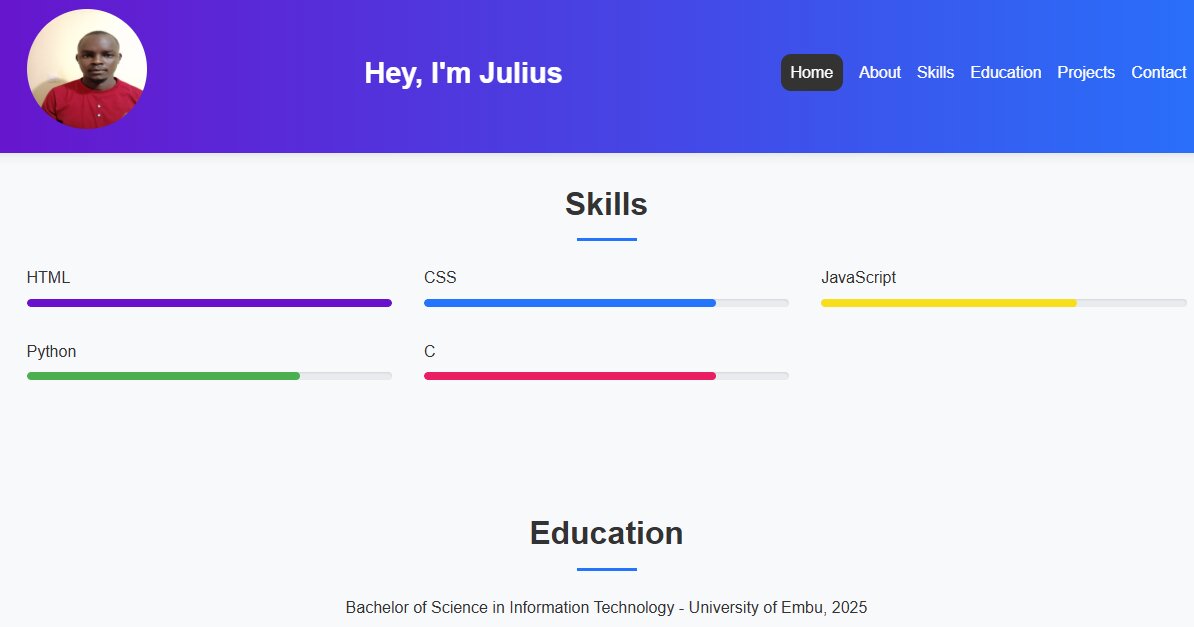 Hey, I'm Julius
Home About Skills Education Projects Contact
Skills
HTML CSS JavaScript
Python C
Education
Bachelor of Science in Information Technology - University of Embu, 2025